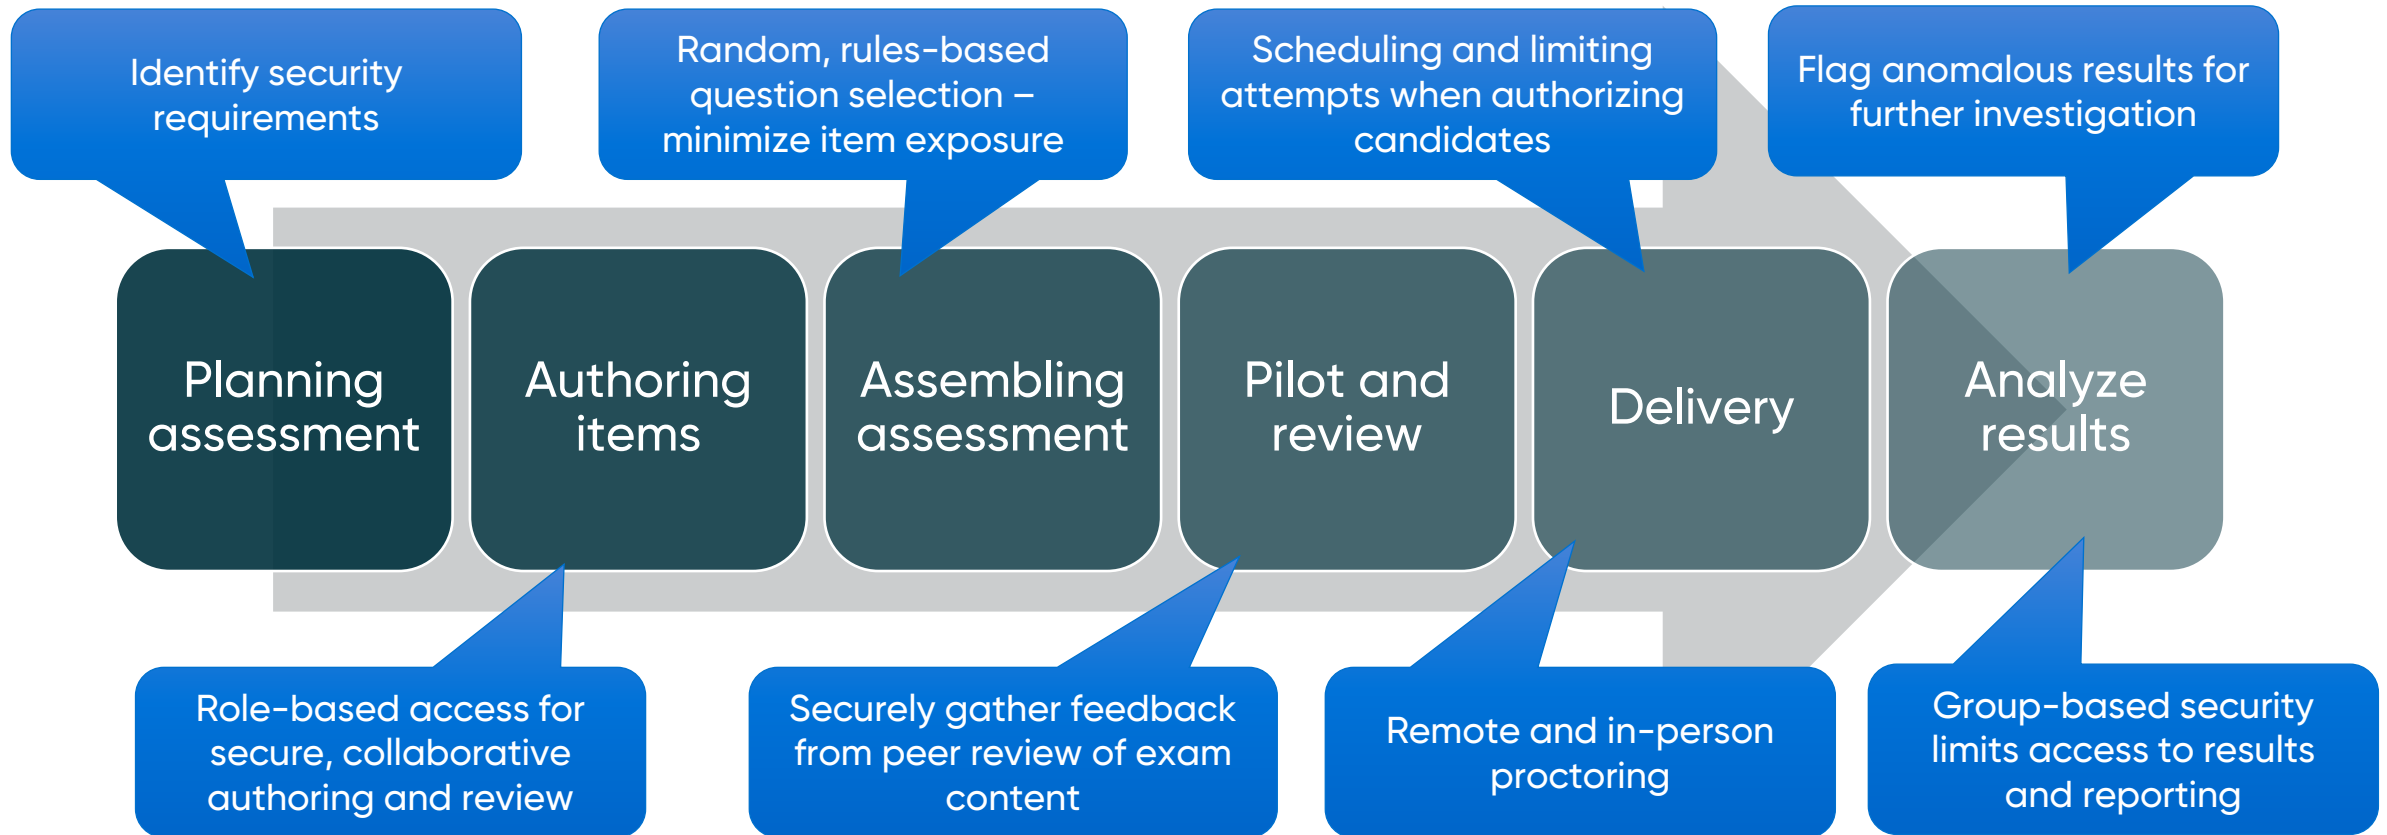 Identify security
requirements
Random, rules-based
question selection –
minimize item exposure
Scheduling and limiting
attempts when authorizing
candidates
Flag anomalous results for
further investigation
Planning
assessment
Authoring
items
Assembling
assessment
Pilot and
review
Delivery
Analyze
results
Role-based access for
secure, collaborative
authoring and review
Securely gather feedback
from peer review of exam
content
Remote and in-person
proctoring
Group-based security
limits access to results
and reporting